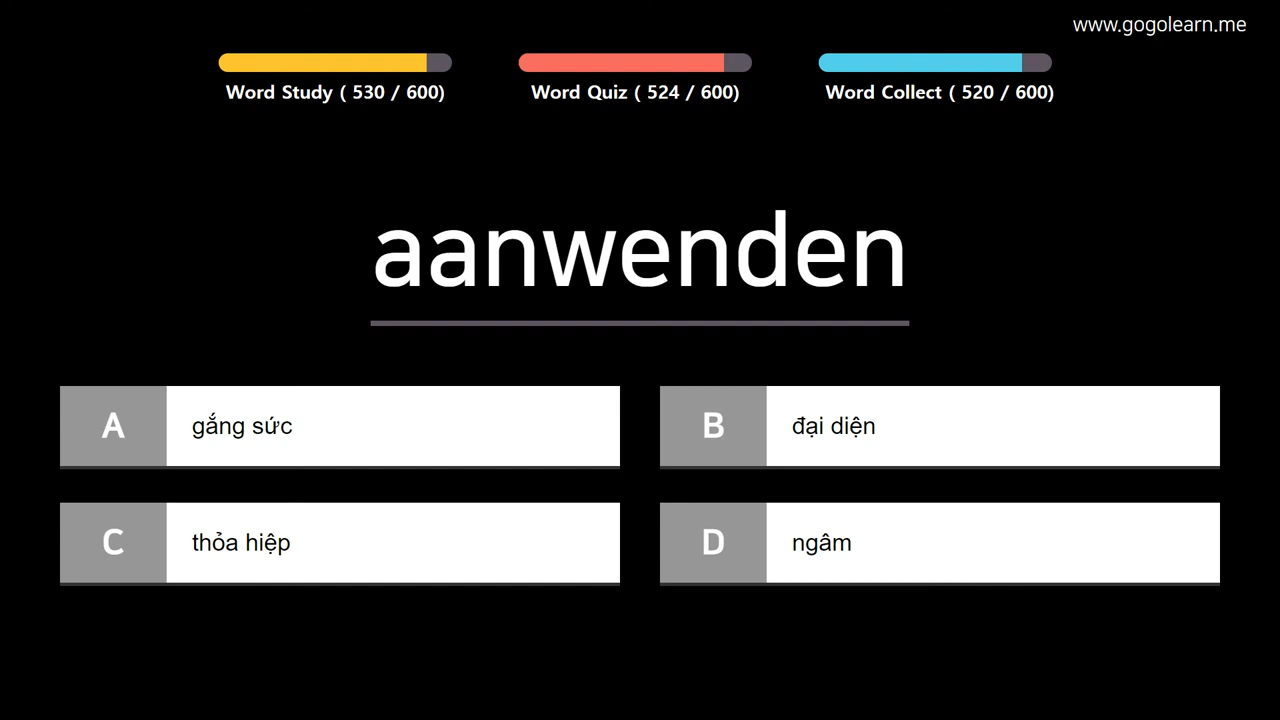 www.gogolearn.me
Word Study ( 530 / 600)
Word Quiz ( 524 / 600)
Word Collect ( 520 / 600)
aanwenden
A
gắng sức
B
đại diện
C
thỏa hiệp
D
ngâm